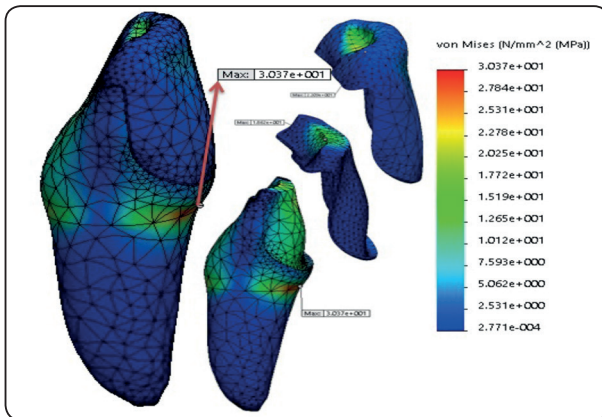 von Mises (N/mm^2 (MPa))
Max: 3.037e+001
3.037e+001
2.784e+001
2.531e+001
2.278e+001
2.025e+001
1.772e+001
1.519e+001
1.265e+001
1.012e+001
7.593e+000
5.062e+000
2.531e+000
2.771e-004
Max: 3.037e+001